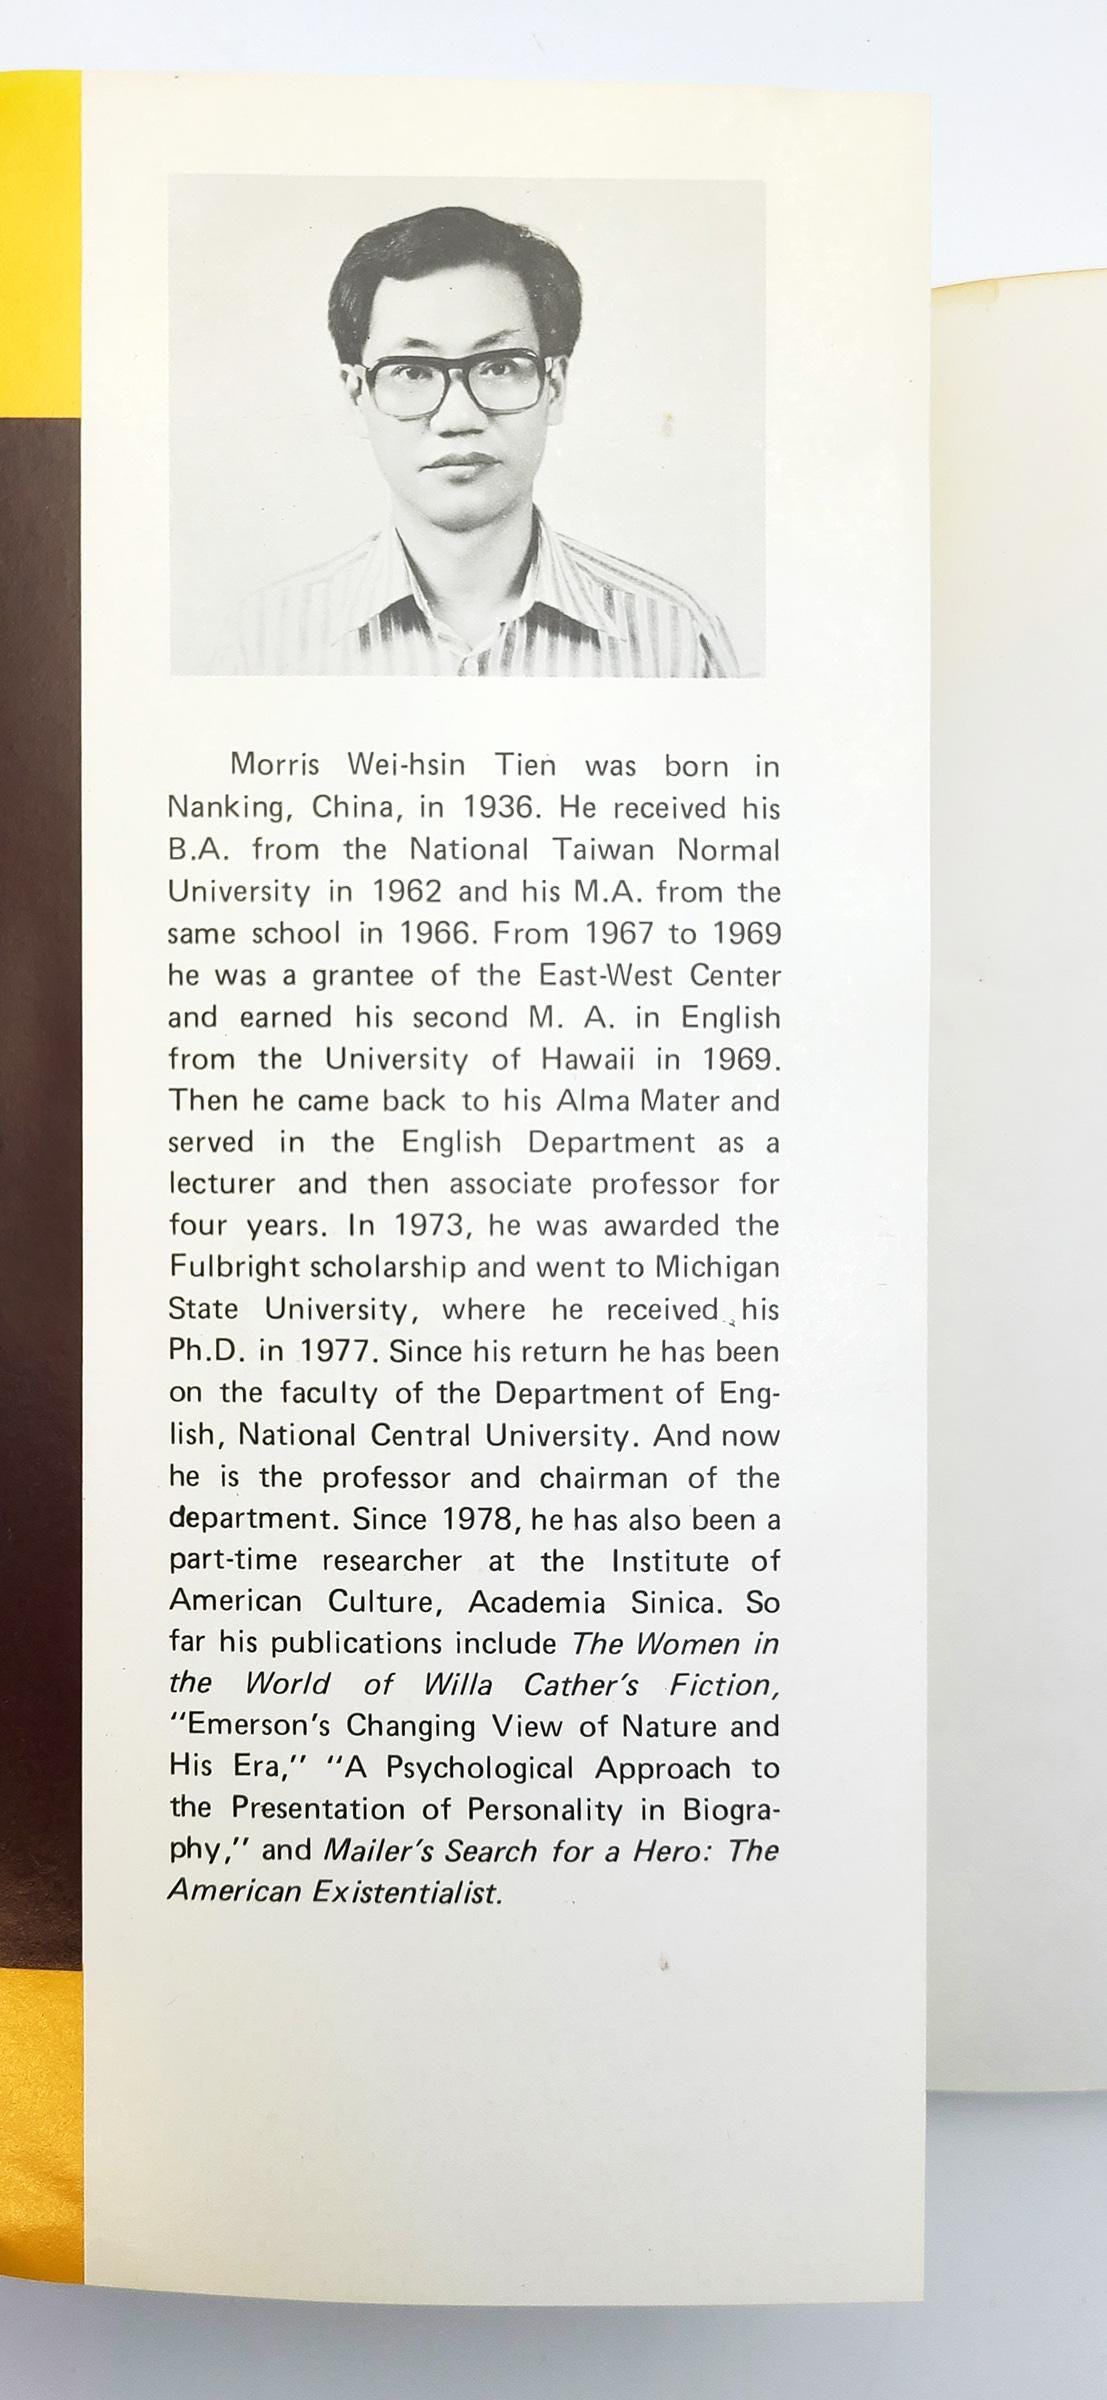 Morris Wei-hsin Tien was born in
Nanking, China, in 1936. He received his
B.A. from the National Taiwan Normal
University in 1962 and his M.A. from the
same school in 1966. From 1967 to 1969
he was a grantee of the East-West Center
and earned his second M. A. in English
from the University of Hawaii in 1969.
Then he came back to his Alma Mater and
served in the English Department as a
lecturer and then associate professor for
four years. In 1973, he was awarded the
Fulbright scholarship and went to Michigan
State University, where he received his
Ph.D. in 1977. Since his return he has been
on the faculty of the Department of Eng-
lish, National Central University. And now
he is the professor and chairman of the
department. Since 1978, he has also been a
part-time researcher at the Institute of
American Culture, Academia Sinica. So
far his publications include The Women in
the World of Willa Cather's Fiction,
"Emerson's Changing View of Nature and
His Era," "A Psychological Approach to
the Presentation of Personality in Biogra-
phy," and Mailer's Search for a Hero: The
American Existentialist.